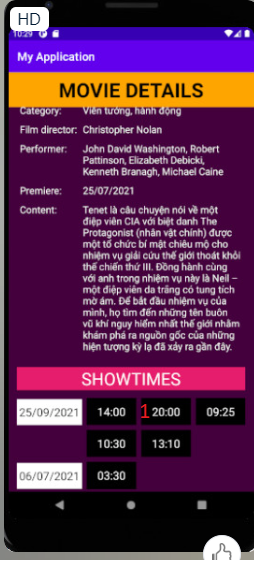 HD
10:29
My Application
MOVIE DETAILS
Category: Viễn tưởng, hành động
Film director: Christopher Nolan
Performer: John David Washington, Robert
Pattinson, Elizabeth Debicki,
Kenneth Branagh, Michael Caine
Premiere: 25/07/2021
Content: Tenet là câu chuyện nói về một
điệp viên CIA với biệt danh The
Protagonist (nhân vật chính) được
một tổ chức bí mật chiêu mộ cho
nhiệm vụ giải cứu thế giới thoát khỏi
thế chiến thứ III. Đồng hành cùng
với anh trong nhiệm vụ này là Neil –
một điệp viên da trắng có tung tích
mờ ám. Để bắt đầu nhiệm vụ của
mình, họ tìm đến những tên buôn
vũ khí nguy hiểm nhất thế giới nhằm
khám phá ra nguồn gốc của những
hiện tượng kỳ lạ đã xảy ra gần đây.
SHOWTIMES
25/09/2021 14:00 1 20:00 09:25
10:30 13:10
06/07/2021 03:30